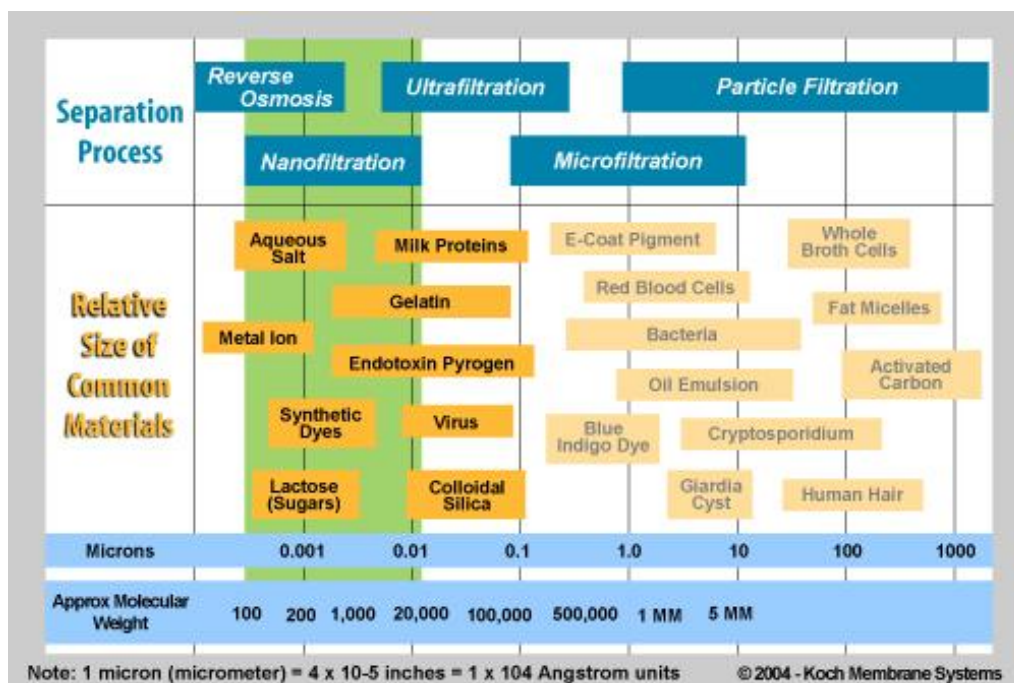 Separation
Process
Reverse
Osmosis
Ultrafiltration
Particle Filtration
Nanofiltration
Microfiltration
Relative
Size of
Common
Materials
Aqueous
Salt
Milk Proteins
E-Coat Pigment
Whole
Broth Cells
Gelatin
Red Blood Cells
Fat Micelles
Metal Ion
Endotoxin Pyrogen
Bacteria
Activated
Carbon
Oil Emulsion
Synthetic
Dyes
Virus
Blue
Indigo Dye
Cryptosporidium
Lactose
(Sugars)
Colloidal
Silica
Giardia
Cyst
Human Hair
Microns 0.001 0.01 0.1 1.0 10 100 1000
Approx Molecular
Weight
100 200 1,000 20,000 100,000 500,000 1 MM 5 MM
Note: 1 micron (micrometer) = 4 x 10-5 inches = 1 x 104 Angstrom units © 2004 - Koch Membrane Systems